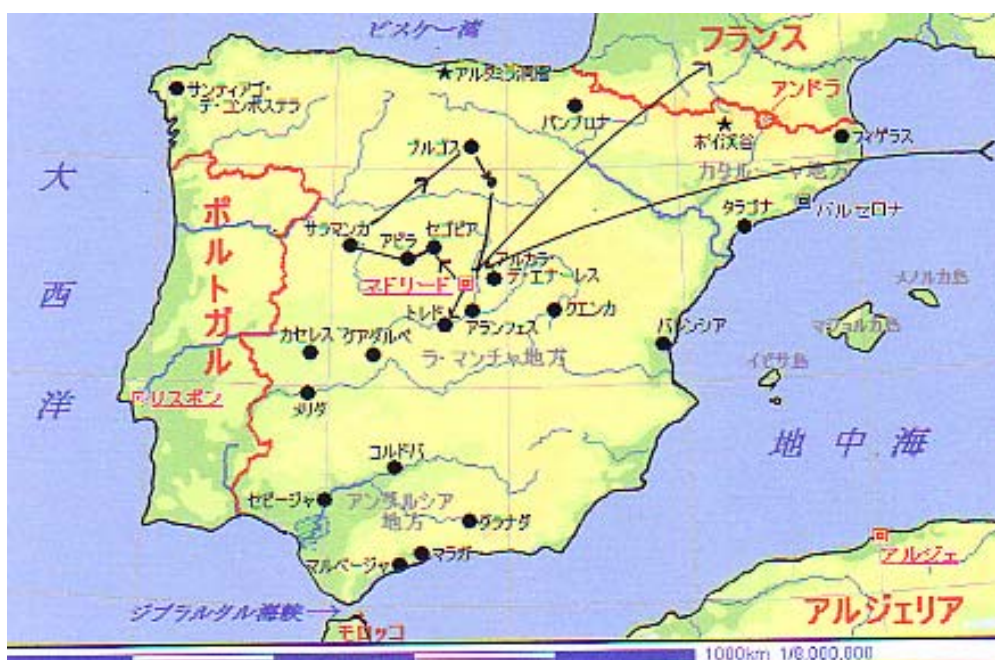 ビスケー湾
フランス
アルタミラ洞窟
サンティアゴ・
デ・コンポステラ
パンプロナ
アンドラ
ボイ渓谷
フィゲラス
ブルゴス
カタルーニャ地方
大西洋
ポルトガル
タラゴナ
バルセロナ
サラマンカ
アビラ
セゴビア
アルカラ・
デ・エナーレス
マドリード
メノルカ島
トレド
アランフェス
クエンカ
マジョルカ島
カセレス
グアダルペ
バレンシア
ラ・マンチャ地方
イビサ島
リスボン
メリダ
地中海
コルドバ
セビージャ
アンダルシア
地方
グラナダ
マルベージャ
マラガ
アルジェ
ジブラルタル海峡→
モロッコ
アルジェリア
1000km 1/8,000,000